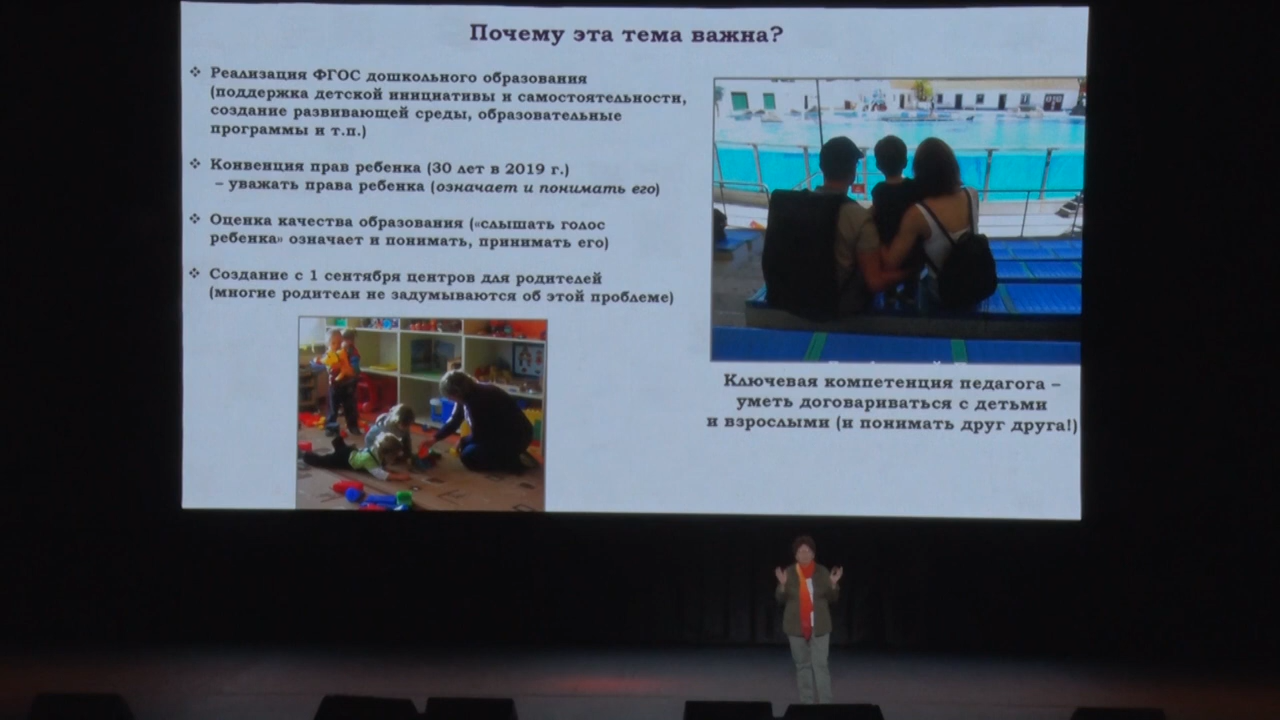 Почему эта тема важна?
❖ Реализация ФГОС дошкольного образования
(поддержка детской инициативы и самостоятельности,
создание развивающей среды, образовательные
программы и т.п.)
❖ Конвенция прав ребенка (30 лет в 2019 г.)
– уважать права ребенка (означает и понимать его)
❖ Оценка качества образования («слышать голос
ребенка» означает и понимать, принимать его)
❖ Создание с 1 сентября центров для родителей
(многие родители не задумываются об этой проблеме)
Ключевая компетенция педагога –
уметь договариваться с детьми
и взрослыми (и понимать друг друга!)